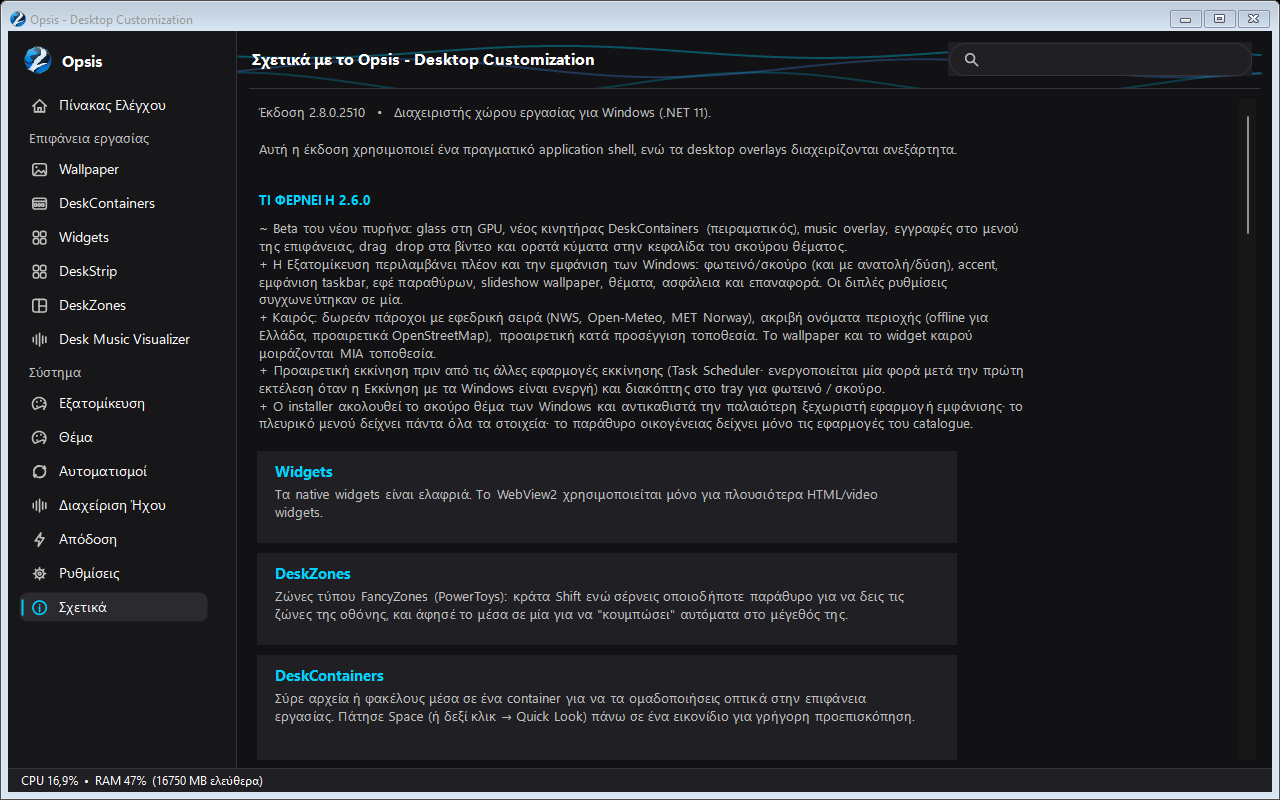 Opsis - Desktop Customization
Opsis
Πίνακας Ελέγχου
Επιφάνεια εργασίας
Wallpaper
DeskContainers
Widgets
DeskStrip
DeskZones
Desk Music Visualizer
Σύστημα
Εξατομίκευση
Θέμα
Αυτοματισμοί
Διαχείριση Ήχου
Απόδοση
Ρυθμίσεις
Σχετικά
Σχετικά με το Opsis - Desktop Customization
Έκδοση 2.8.0.2510 • Διαχειριστής χώρου εργασίας για Windows (.NET 11).
Αυτή η έκδοση χρησιμοποιεί ένα πραγματικό application shell, ενώ τα desktop overlays διαχειρίζονται ανεξάρτητα.
ΤΙ ΦΕΡΝΕΙ Η 2.6.0
~ Beta του νέου πυρήνα: glass στη GPU, νέος κινητήρας DeskContainers (πειραματικός), music overlay, εγγραφές στο μενού
της επιφάνειας, drag drop στα βίντεο και ορατά κύματα στην κεφαλίδα του σκούρου θέματος.
+ Η Εξατομίκευση περιλαμβάνει πλέον και την εμφάνιση των Windows: φωτεινό/σκούρο (και με ανατολή/δύση), accent,
εμφάνιση taskbar, εφέ παραθύρων, slideshow wallpaper, θέματα, ασφάλεια και επαναφορά. Οι διπλές ρυθμίσεις
συγχωνεύτηκαν σε μία.
+ Καιρός: δωρεάν πάροχοι με εφεδρική σειρά (NWS, Open-Meteo, MET Norway), ακριβή ονόματα περιοχής (offline για
Ελλάδα, προαιρετικά OpenStreetMap), προαιρετική κατά προσέγγιση τοποθεσία. Το wallpaper και το widget καιρού
μοιράζονται ΜΙΑ τοποθεσία.
+ Προαιρετική εκκίνηση πριν από τις άλλες εφαρμογές εκκίνησης (Task Scheduler· ενεργοποιείται μία φορά μετά την πρώτη
εκτέλεση όταν η Εκκίνηση με τα Windows είναι ενεργή) και διακόπτης στο tray για φωτεινό / σκούρο.
+ Ο installer ακολουθεί το σκούρο θέμα των Windows και αντικαθιστά την παλαιότερη ξεχωριστή εφαρμογή εμφάνισης· το
πλευρικό μενού δείχνει πάντα όλα τα στοιχεία· το παράθυρο οικογένειας δείχνει μόνο τις εφαρμογές του catalogue.
Widgets
Τα native widgets είναι ελαφριά. Το WebView2 χρησιμοποιείται μόνο για πλουσιότερα HTML/video
widgets.
DeskZones
Ζώνες τύπου FancyZones (PowerToys): κράτα Shift ενώ σέρνεις οποιοδήποτε παράθυρο για να δεις τις
ζώνες της οθόνης, και άφησέ το μέσα σε μία για να "κουμπώσει" αυτόματα στο μέγεθός της.
DeskContainers
Σύρε αρχεία ή φακέλους μέσα σε ένα container για να τα ομαδοποιήσεις οπτικά στην επιφάνεια
εργασίας. Πάτησε Space (ή δεξί κλικ → Quick Look) πάνω σε ένα εικονίδιο για γρήγορη προεπισκόπηση.
CPU 16,9% • RAM 47% (16750 MB ελεύθερα)